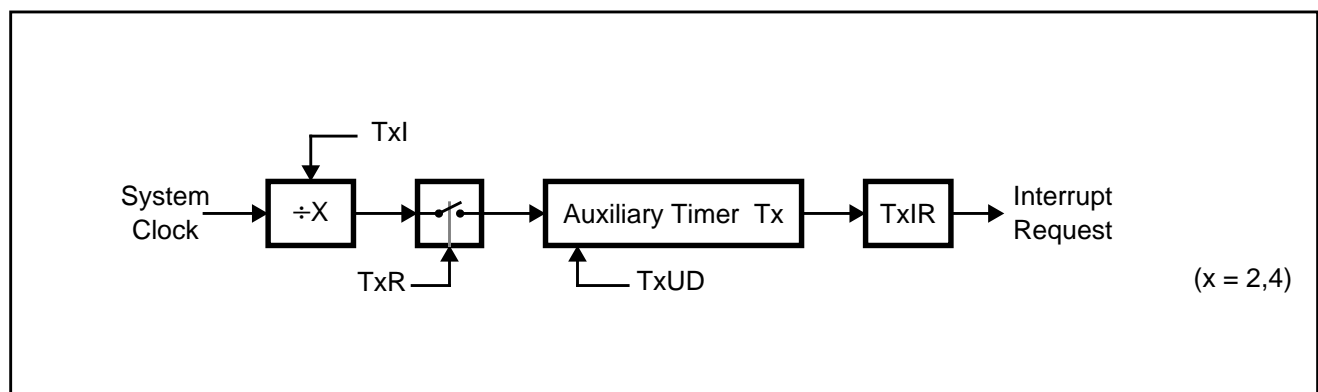 TxI
System
Clock
÷X
Auxiliary Timer Tx
TxIR
Interrupt
Request
TxR
TxUD
(x = 2,4)